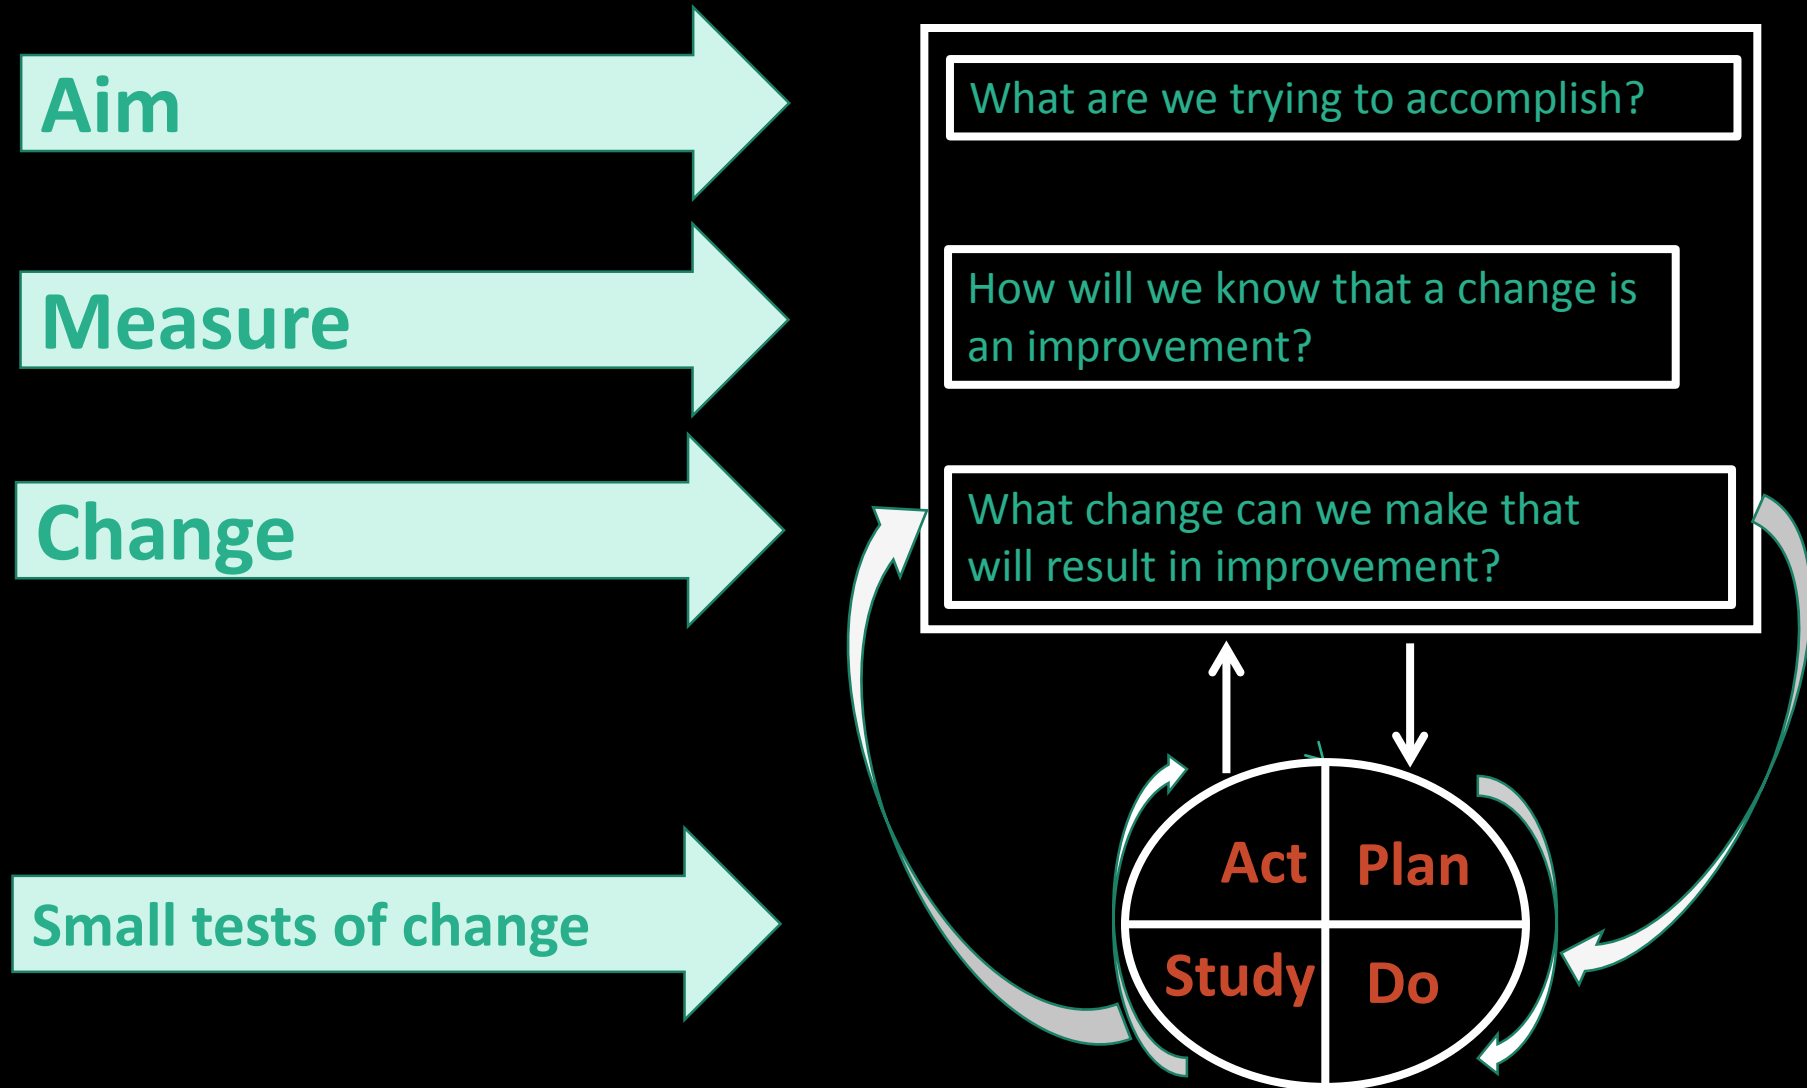 Aim
What are we trying to accomplish?
Measure
How will we know that a change is
an improvement?
Change
What change can we make that
will result in improvement?
Small tests of change
Act
Plan
Study
Do